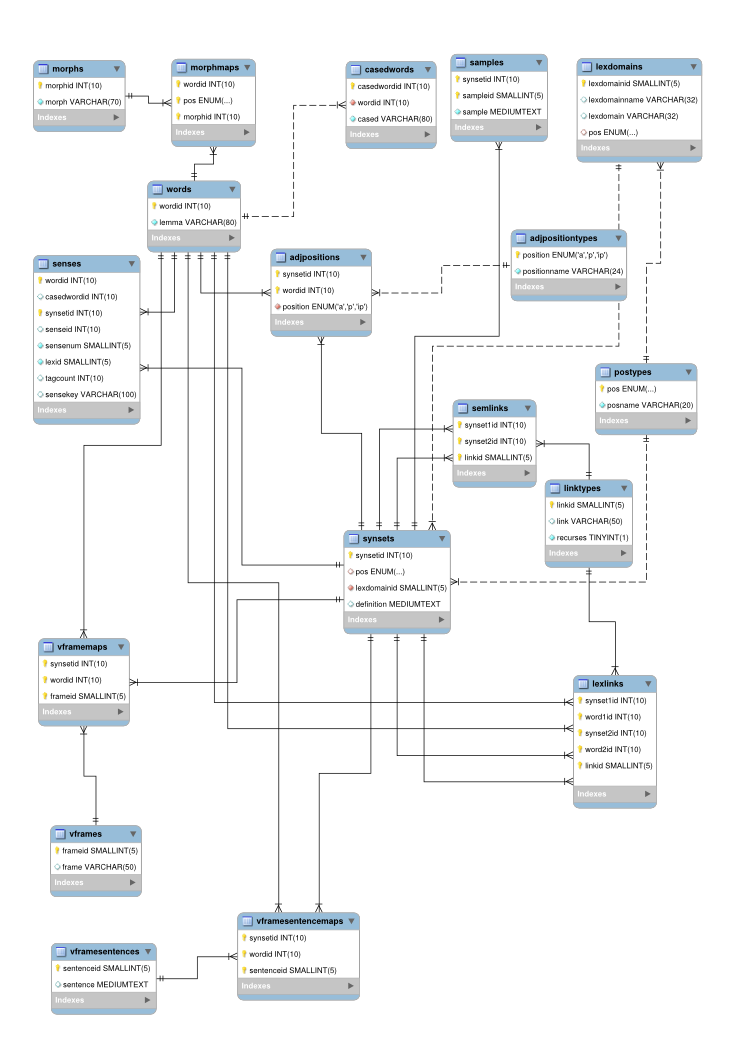 morphs
morphid INT(10)
morph VARCHAR(70)
Indexes
morphmaps
wordid INT(10)
pos ENUM(...)
morphid INT(10)
Indexes
casedwords
casedwordid INT(10)
wordid INT(10)
cased VARCHAR(80)
Indexes
samples
synsetid INT(10)
sampleid SMALLINT(5)
sample MEDIUMTEXT
Indexes
lexdomains
lexdomainid SMALLINT(5)
lexdomainname VARCHAR(32)
lexdomain VARCHAR(32)
pos ENUM(...)
Indexes
words
wordid INT(10)
lemma VARCHAR(80)
Indexes
senses
wordid INT(10)
casedwordid INT(10)
synsetid INT(10)
senseid INT(10)
sensenum SMALLINT(5)
lexid SMALLINT(5)
tagcount INT(10)
sensekey VARCHAR(100)
Indexes
adjpositions
synsetid INT(10)
wordid INT(10)
position ENUM('a','p','ip')
Indexes
adjpositiontypes
position ENUM('a','p','ip')
positionname VARCHAR(24)
Indexes
postypes
pos ENUM(...)
posname VARCHAR(20)
Indexes
semlinks
synset1id INT(10)
synset2id INT(10)
linkid SMALLINT(5)
Indexes
linktypes
linkid SMALLINT(5)
link VARCHAR(50)
recurses TINYINT(1)
Indexes
synsets
synsetid INT(10)
pos ENUM(...)
lexdomainid SMALLINT(5)
definition MEDIUMTEXT
Indexes
vframemaps
synsetid INT(10)
wordid INT(10)
frameid SMALLINT(5)
Indexes
lexlinks
synset1id INT(10)
word1id INT(10)
synset2id INT(10)
word2id INT(10)
linkid SMALLINT(5)
Indexes
vframes
frameid SMALLINT(5)
frame VARCHAR(50)
Indexes
vframesentencemaps
synsetid INT(10)
wordid INT(10)
sentenceid SMALLINT(5)
Indexes
vframesentences
sentenceid SMALLINT(5)
sentence MEDIUMTEXT
Indexes